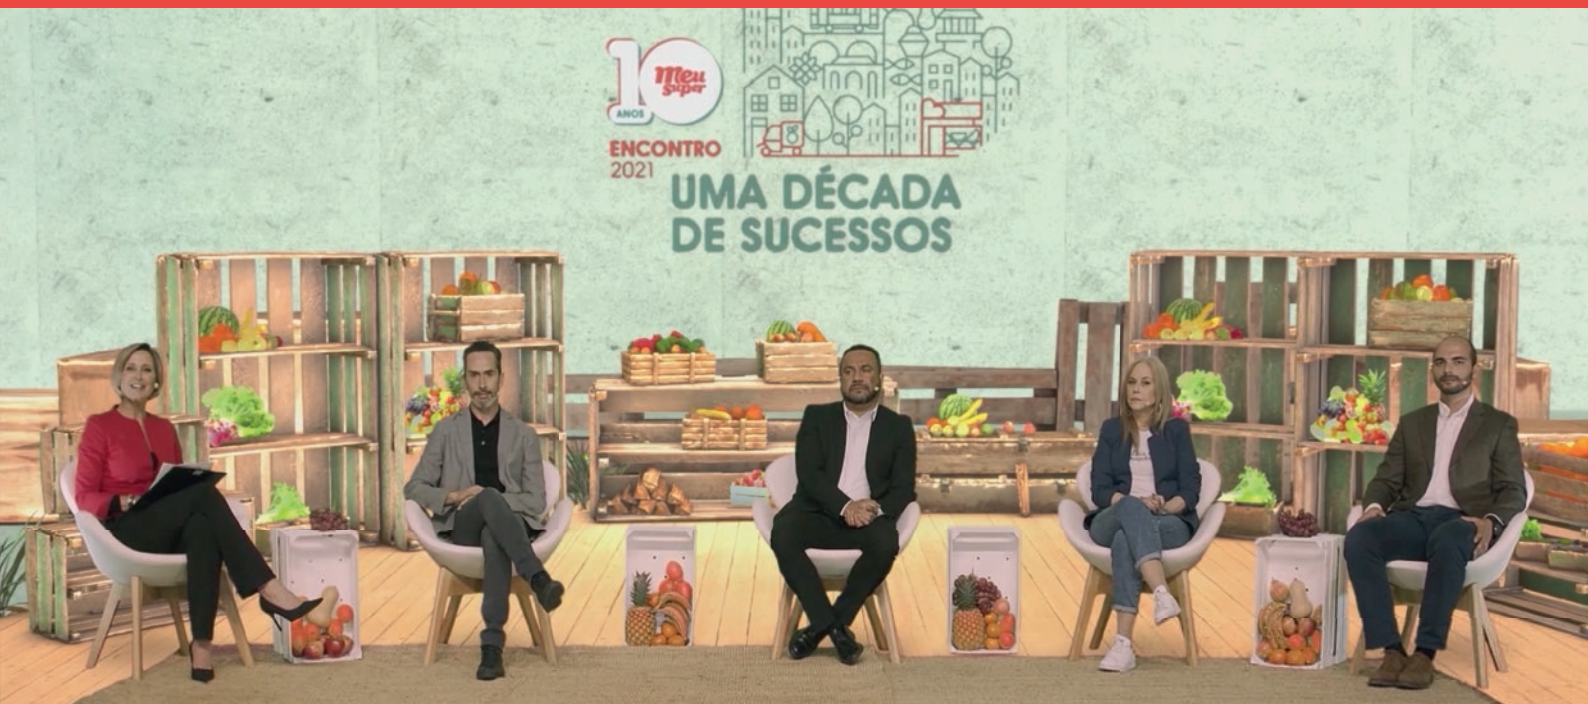 10
ANOS
Meu
super
ENCONTRO
2021
UMA DÉCADA
DE SUCESSOS